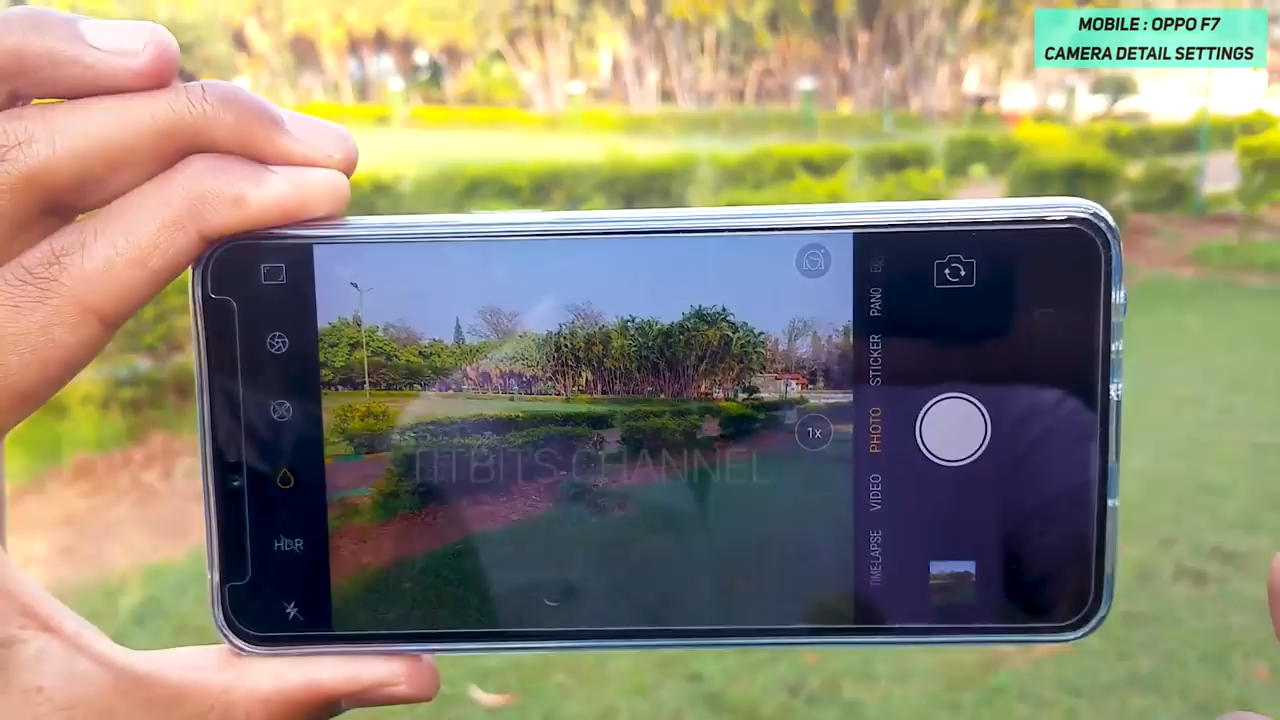 MOBILE : OPPO F7
CAMERA DETAIL SETTINGS
PANO
STICKER
PHOTO
VIDEO
TIME-LAPSE
1x
HDR
TITBITS CHANNEL